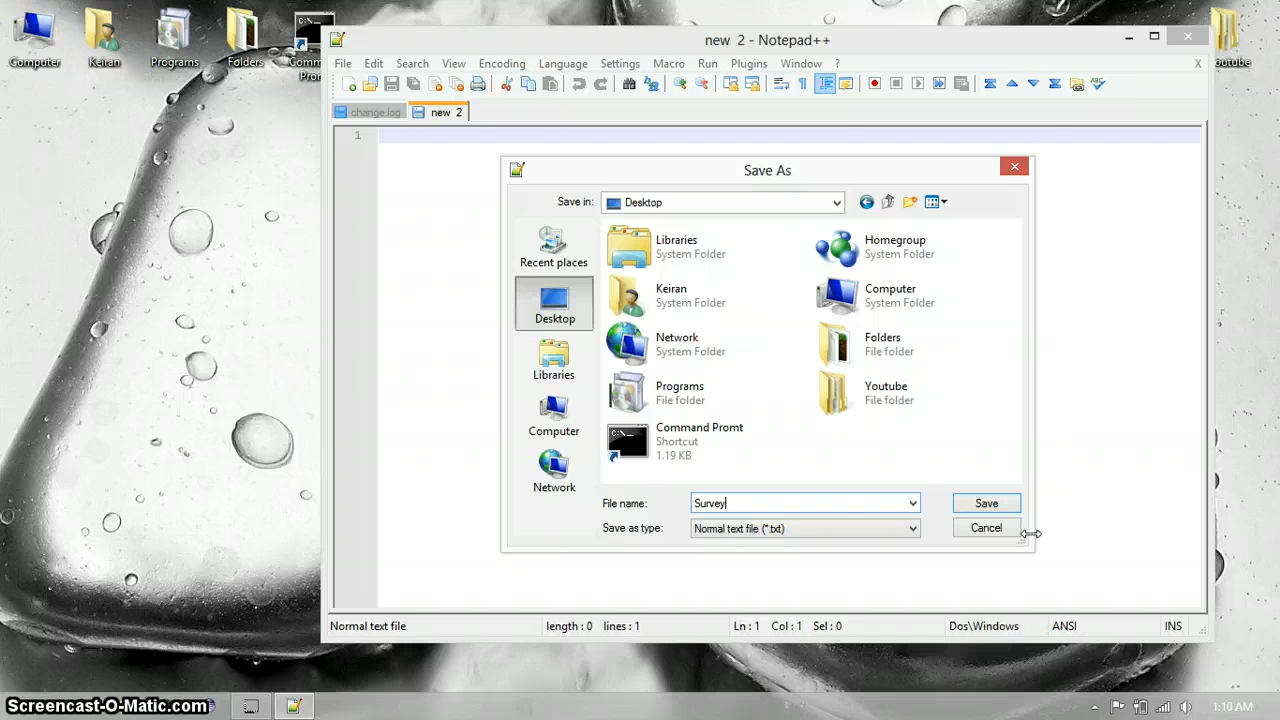 Computer
Keiran
Programs
Folders
Comm
Pron
outube
new 2 - Notepad++
File Edit Search View Encoding Language Settings Macro Run Plugins Window ? X
change.log new 2
1
Save As
Save in: Desktop
Recent places
Desktop
Libraries
Computer
Network
Libraries
System Folder
Homegroup
System Folder
Keiran
System Folder
Computer
System Folder
Network
System Folder
Folders
File folder
Programs
File folder
Youtube
File folder
Command Promt
Shortcut
1.19 KB
File name: Survey Save
Save as type: Normal text file (*.txt) Cancel
Normal text file length : 0 lines : 1 Ln : 1 Col : 1 Sel : 0 Dos\Windows ANSI INS
Screencast-O-Matic.com
1:10 AM